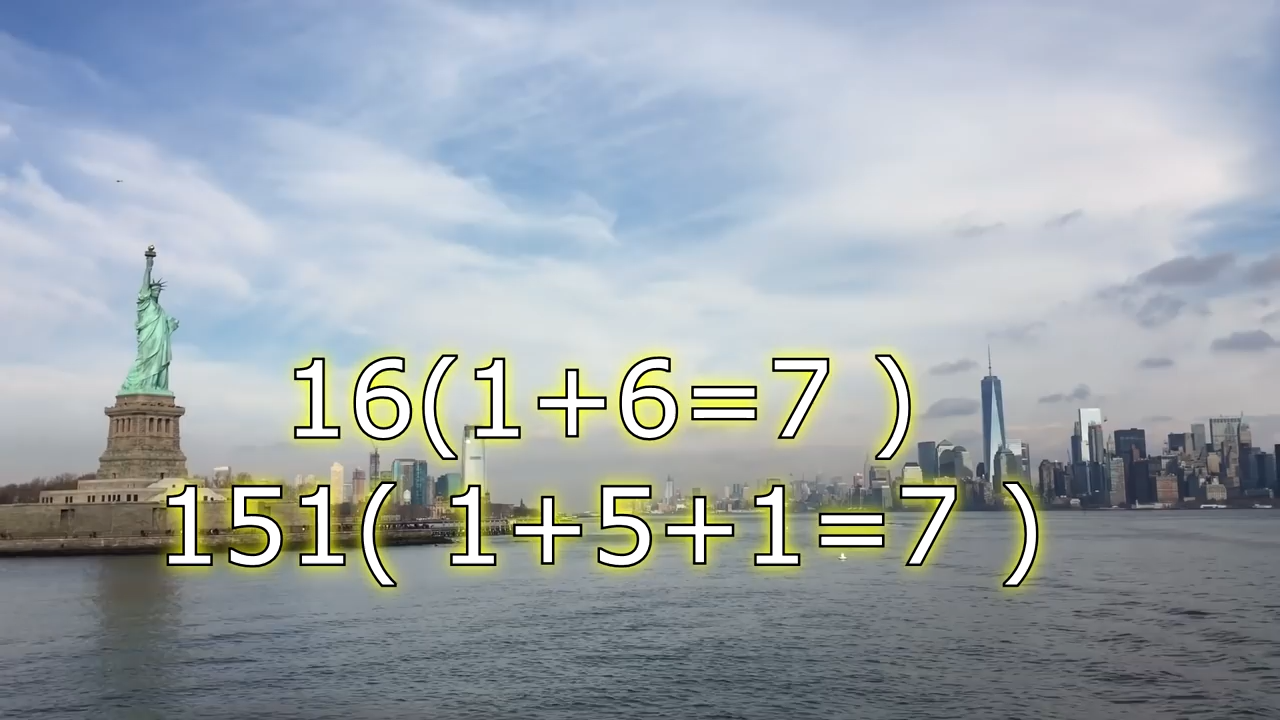 16(1+6=7 )
151( 1+5+1=7 )